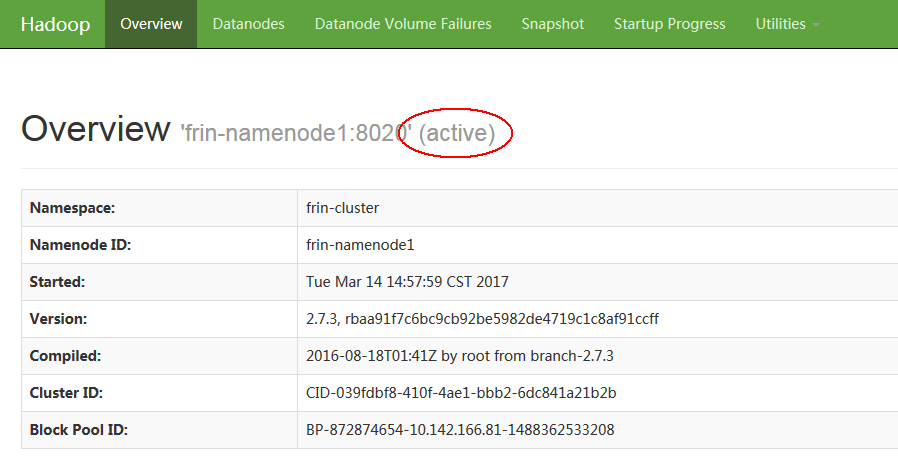 Hadoop Overview Datanodes Datanode Volume Failures Snapshot Startup Progress Utilities
Overview 'frin-namenode1:8020' (active)
Namespace: frin-cluster
Namenode ID: frin-namenode1
Started: Tue Mar 14 14:57:59 CST 2017
Version: 2.7.3, rbaa91f7c6bc9cb92be5982de4719c1c8af91ccff
Compiled: 2016-08-18T01:41Z by root from branch-2.7.3
Cluster ID: CID-039fdbf8-410f-4ae1-bbb2-6dc841a21b2b
Block Pool ID: BP-872874654-10.142.166.81-1488362533208